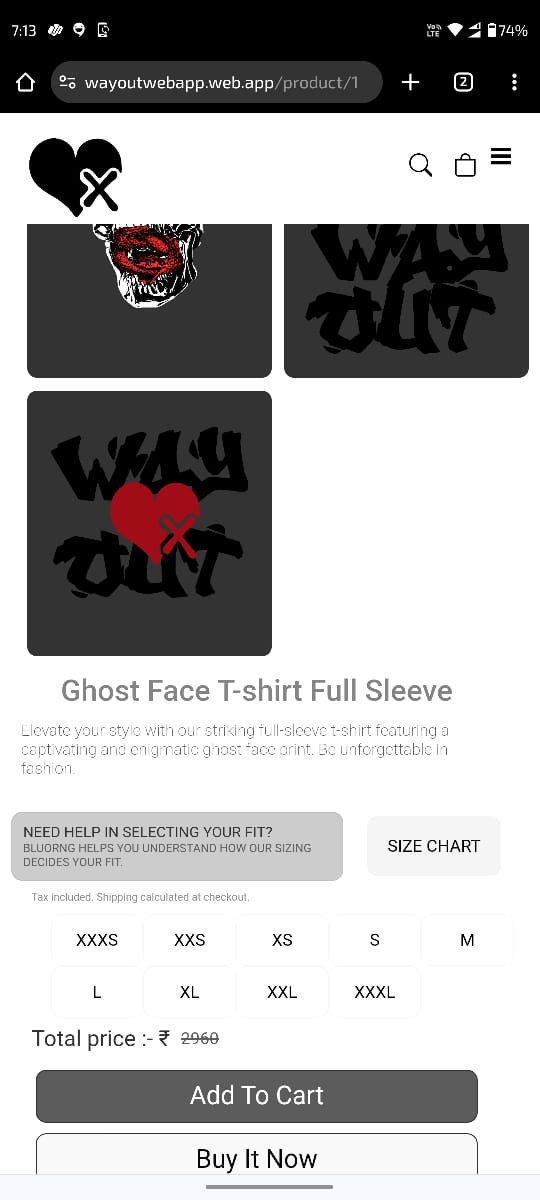 7:13
Vo))
LTE
74%
wayoutwebapp.web.app/product/1
2
WAY
OUT
WAY
OUT
Ghost Face T-shirt Full Sleeve
Elevate your style with our striking full-sleeve t-shirt featuring a
captivating and enigmatic ghost face print. Be unforgettable in
fashion.
NEED HELP IN SELECTING YOUR FIT?
BLUORNG HELPS YOU UNDERSTAND HOW OUR SIZING
DECIDES YOUR FIT.
SIZE CHART
Tax included. Shipping calculated at checkout.
XXXS XXS XS S M
L XL XXL XXXL
Total price :- ₹ 2960
Add To Cart
Buy It Now